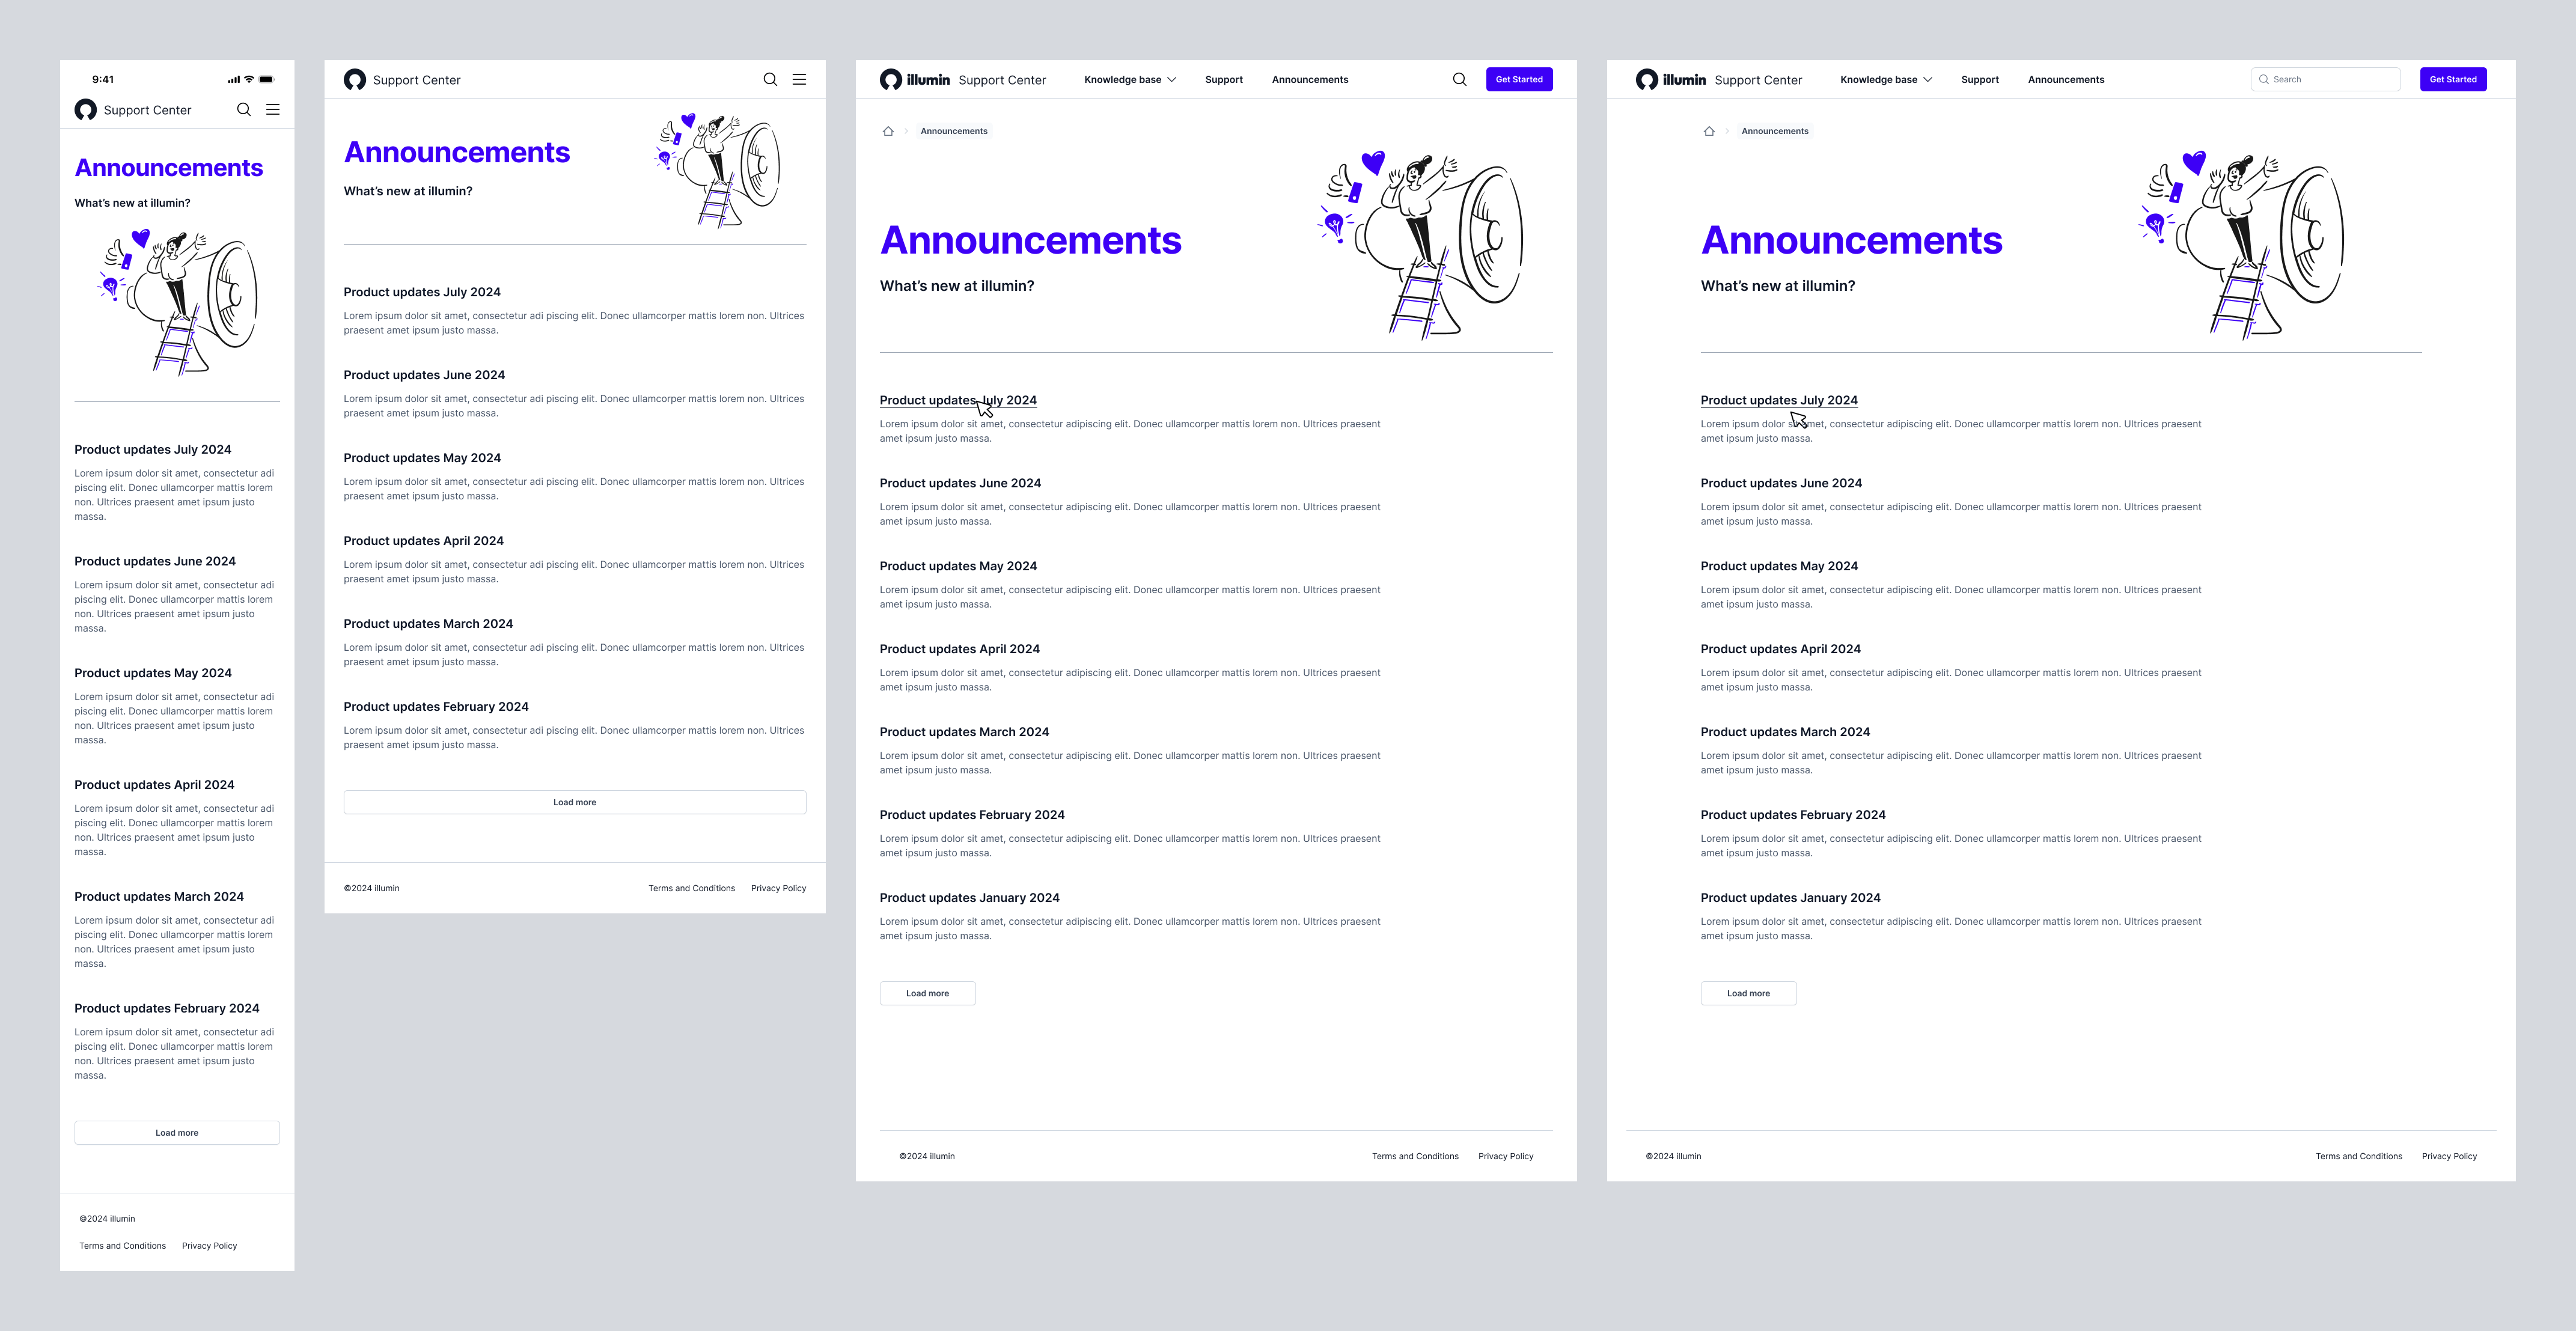 9:41
Support Center
Announcements
What's new at illumin?
Product updates July 2024
Lorem ipsum dolor sit amet, consectetur adi
piscing elit. Donec ullamcorper mattis lorem
non. Ultrices praesent amet ipsum justo
massa.
Product updates June 2024
Lorem ipsum dolor sit amet, consectetur adi
piscing elit. Donec ullamcorper mattis lorem
non. Ultrices praesent amet ipsum justo
massa.
Product updates May 2024
Lorem ipsum dolor sit amet, consectetur adi
piscing elit. Donec ullamcorper mattis lorem
non. Ultrices praesent amet ipsum justo
massa.
Product updates April 2024
Lorem ipsum dolor sit amet, consectetur adi
piscing elit. Donec ullamcorper mattis lorem
non. Ultrices praesent amet ipsum justo
massa.
Product updates March 2024
Lorem ipsum dolor sit amet, consectetur adi
piscing elit. Donec ullamcorper mattis lorem
non. Ultrices praesent amet ipsum justo
massa.
Product updates February 2024
Lorem ipsum dolor sit amet, consectetur adi
piscing elit. Donec ullamcorper mattis lorem
non. Ultrices praesent amet ipsum justo
massa.
Load more
©2024 illumin
Terms and Conditions Privacy Policy
Support Center
Announcements
What's new at illumin?
Product updates July 2024
Lorem ipsum dolor sit amet, consectetur adi piscing elit. Donec ullamcorper mattis lorem non. Ultrices
praesent amet ipsum justo massa.
Product updates June 2024
Lorem ipsum dolor sit amet, consectetur adi piscing elit. Donec ullamcorper mattis lorem non. Ultrices
praesent amet ipsum justo massa.
Product updates May 2024
Lorem ipsum dolor sit amet, consectetur adi piscing elit. Donec ullamcorper mattis lorem non. Ultrices
praesent amet ipsum justo massa.
Product updates April 2024
Lorem ipsum dolor sit amet, consectetur adi piscing elit. Donec ullamcorper mattis lorem non. Ultrices
praesent amet ipsum justo massa.
Product updates March 2024
Lorem ipsum dolor sit amet, consectetur adi piscing elit. Donec ullamcorper mattis lorem non. Ultrices
praesent amet ipsum justo massa.
Product updates February 2024
Lorem ipsum dolor sit amet, consectetur adi piscing elit. Donec ullamcorper mattis lorem non. Ultrices
praesent amet ipsum justo massa.
Load more
©2024 illumin Terms and Conditions Privacy Policy
illumin Support Center Knowledge base Support Announcements Get Started
Announcements
Announcements
What's new at illumin?
Product updates July 2024
Lorem ipsum dolor sit amet, consectetur adipiscing elit. Donec ullamcorper mattis lorem non. Ultrices praesent
amet ipsum justo massa.
Product updates June 2024
Lorem ipsum dolor sit amet, consectetur adipiscing elit. Donec ullamcorper mattis lorem non. Ultrices praesent
amet ipsum justo massa.
Product updates May 2024
Lorem ipsum dolor sit amet, consectetur adipiscing elit. Donec ullamcorper mattis lorem non. Ultrices praesent
amet ipsum justo massa.
Product updates April 2024
Lorem ipsum dolor sit amet, consectetur adipiscing elit. Donec ullamcorper mattis lorem non. Ultrices praesent
amet ipsum justo massa.
Product updates March 2024
Lorem ipsum dolor sit amet, consectetur adipiscing elit. Donec ullamcorper mattis lorem non. Ultrices praesent
amet ipsum justo massa.
Product updates February 2024
Lorem ipsum dolor sit amet, consectetur adipiscing elit. Donec ullamcorper mattis lorem non. Ultrices praesent
amet ipsum justo massa.
Product updates January 2024
Lorem ipsum dolor sit amet, consectetur adipiscing elit. Donec ullamcorper mattis lorem non. Ultrices praesent
amet ipsum justo massa.
Load more
©2024 illumin Terms and Conditions Privacy Policy
illumin Support Center Knowledge base Support Announcements Search Get Started
Announcements
Announcements
What's new at illumin?
Product updates July 2024
Lorem ipsum dolor sit amet, consectetur adipiscing elit. Donec ullamcorper mattis lorem non. Ultrices praesent
amet ipsum justo massa.
Product updates June 2024
Lorem ipsum dolor sit amet, consectetur adipiscing elit. Donec ullamcorper mattis lorem non. Ultrices praesent
amet ipsum justo massa.
Product updates May 2024
Lorem ipsum dolor sit amet, consectetur adipiscing elit. Donec ullamcorper mattis lorem non. Ultrices praesent
amet ipsum justo massa.
Product updates April 2024
Lorem ipsum dolor sit amet, consectetur adipiscing elit. Donec ullamcorper mattis lorem non. Ultrices praesent
amet ipsum justo massa.
Product updates March 2024
Lorem ipsum dolor sit amet, consectetur adipiscing elit. Donec ullamcorper mattis lorem non. Ultrices praesent
amet ipsum justo massa.
Product updates February 2024
Lorem ipsum dolor sit amet, consectetur adipiscing elit. Donec ullamcorper mattis lorem non. Ultrices praesent
amet ipsum justo massa.
Product updates January 2024
Lorem ipsum dolor sit amet, consectetur adipiscing elit. Donec ullamcorper mattis lorem non. Ultrices praesent
amet ipsum justo massa.
Load more
©2024 illumin Terms and Conditions Privacy Policy